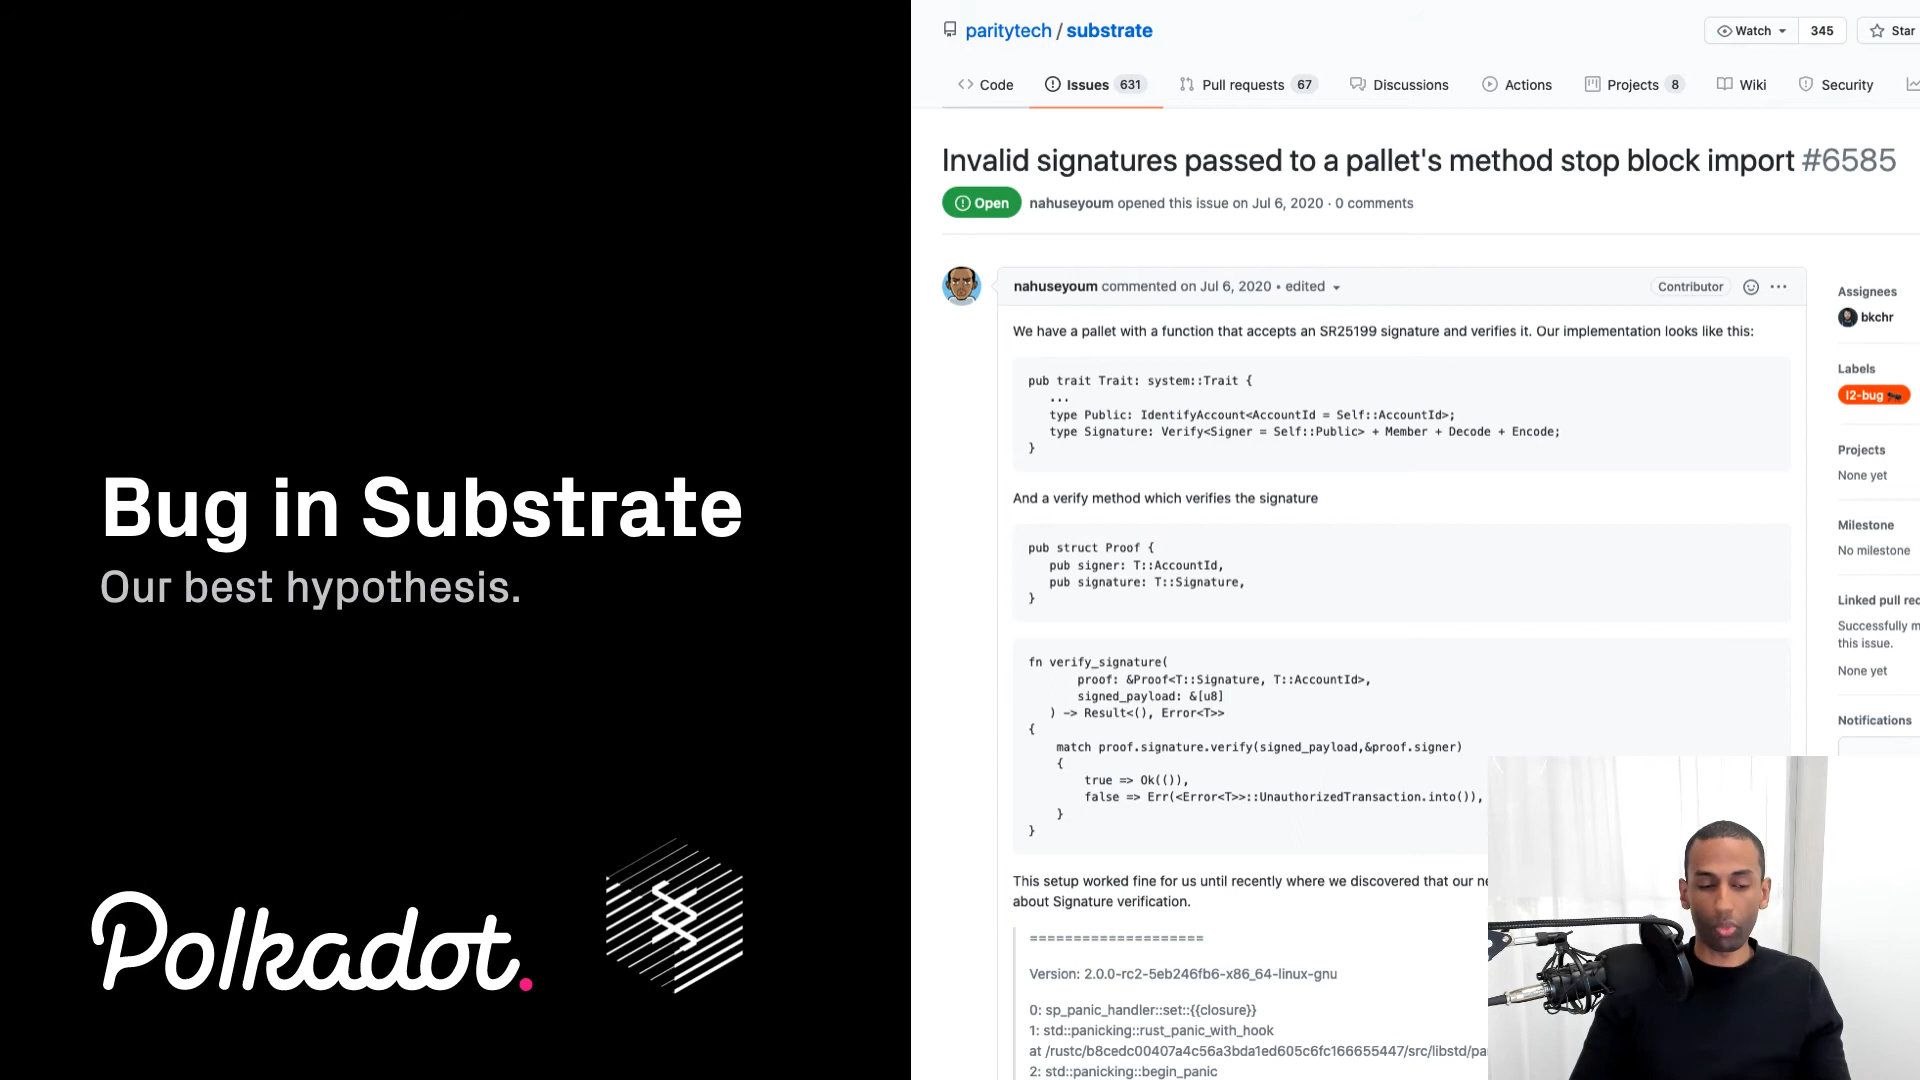 Bug in Substrate
Our best hypothesis.
Polkadot.
paritytech / substrate
Watch 345 Star
Code Issues 631 Pull requests 67 Discussions Actions Projects 8 Wiki Security
Invalid signatures passed to a pallet's method stop block import #6585
Open nahuseyoum opened this issue on Jul 6, 2020 · 0 comments
nahuseyoum commented on Jul 6, 2020 • edited Contributor
We have a pallet with a function that accepts an SR25199 signature and verifies it. Our implementation looks like this:
pub trait Trait: system::Trait {
...
type Public: IdentifyAccount<AccountId = Self::AccountId>;
type Signature: Verify<Signer = Self::Public> + Member + Decode + Encode;
}
And a verify method which verifies the signature
pub struct Proof {
pub signer: T::AccountId,
pub signature: T::Signature,
}
fn verify_signature(
proof: &Proof<T::Signature, T::AccountId>,
signed_payload: &[u8]
) -> Result<(), Error<T>>
{
match proof.signature.verify(signed_payload,&proof.signer)
{
true => Ok(()),
false => Err(<Error<T>>::UnauthorizedTransaction.into()),
}
}
This setup worked fine for us until recently where we discovered that our
about Signature verification.
====================
Version: 2.0.0-rc2-5eb246fb6-x86_64-linux-gnu
0: sp_panic_handler::set::{{closure}}
1: std::panicking::rust_panic_with_hook
at /rustc/b8cedc00407a4c56a3bda1ed605c6fc166655447/src/libstd/pa
2: std::panicking::begin_panic
Assignees
bkchr
Labels
I2-bug
Projects
None yet
Milestone
No milestone
Linked pull
Successfully
this issue.
None yet
Notifications